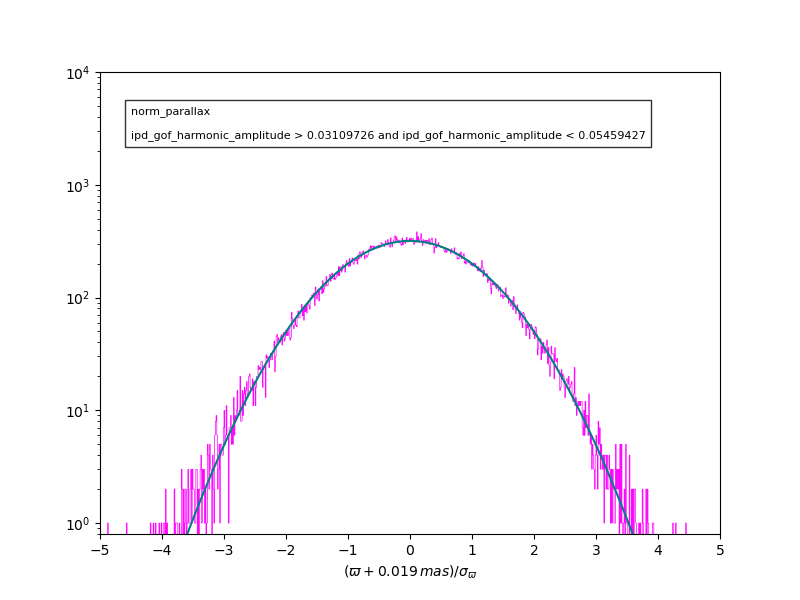 10^4
norm_parallax
ipd_gof_harmonic_amplitude > 0.03109726 and ipd_gof_harmonic_amplitude < 0.05459427
10^3
10^2
10^1
10^0
−5 −4 −3 −2 −1 0 1 2 3 4 5
(ϖ + 0.019 mas)/σ_ϖ